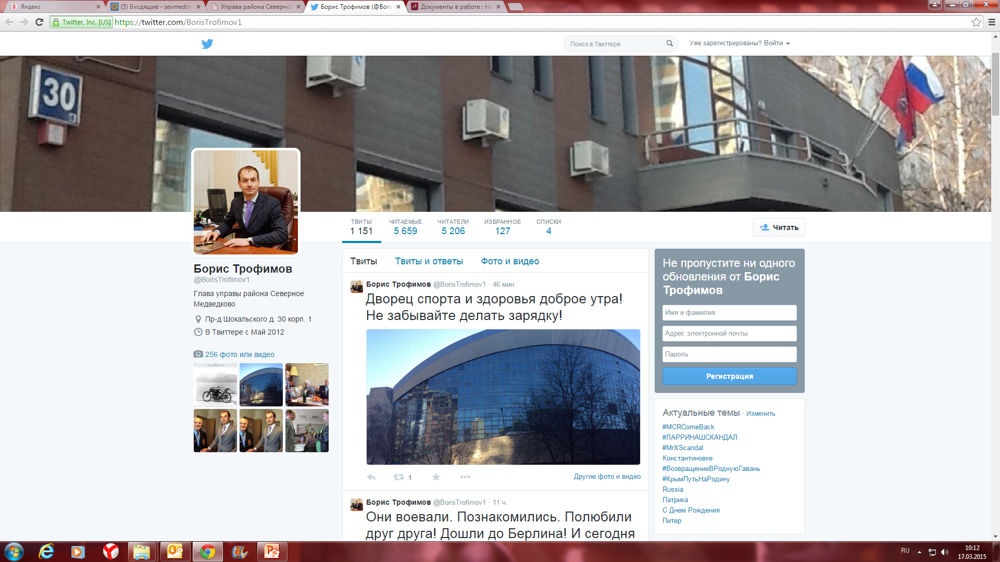 Яндекс
(5) Входящие - sevmedor
Управа района Северное
Борис Трофимов (@Boris
Документы в работе : На
Twitter, Inc. [US]
https://twitter.com/BorisTrofimov1
Поиск в Твиттере
Уже зарегистрированы? Войти
30
ТВИТЫ
1 151
ЧИТАЕМЫЕ
5 659
ЧИТАТЕЛИ
5 206
ИЗБРАННОЕ
127
СПИСКИ
4
Читать
Борис Трофимов
@BorisTrofimov1
Глава управы района Северное
Медведково
Пр-д Шокальского д. 30 корп. 1
В Твиттере с Май 2012
256 фото или видео
Твиты
Твиты и ответы
Фото и видео
Борис Трофимов @BorisTrofimov1 · 46 мин.
Дворец спорта и здоровья доброе утра!
Не забывайте делать зарядку!
1
Другие фото и видео
Борис Трофимов @BorisTrofimov1 · 11 ч.
Они воевали. Познакомились. Полюбили
друг друга! Дошли до Берлина! И сегодня
Не пропустите ни одного
обновления от Борис
Трофимов
Имя и фамилия
Адрес электронной почты
Пароль
Регистрация
Актуальные темы · Изменить
#MCRComeBack
#ЛАРРИНАШСКАНДАЛ
#MrXScandal
Константиновке
#ВозвращениеВРоднуюГавань
#КрымПутьНаРодину
Russia
Патрика
С Днем Рождения
Питер
RU
10:12
17.03.2015